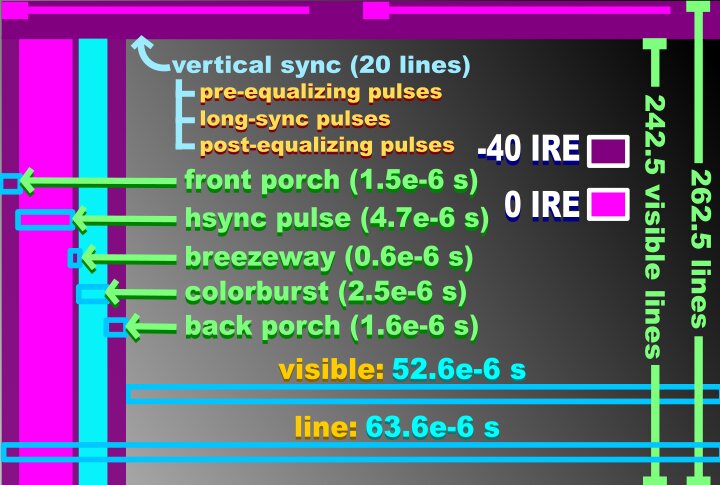 vertical sync (20 lines)
pre-equalizing pulses
long-sync pulses
post-equalizing pulses
-40 IRE
0 IRE
front porch (1.5e-6 s)
hsync pulse (4.7e-6 s)
breezeway (0.6e-6 s)
colorburst (2.5e-6 s)
back porch (1.6e-6 s)
visible: 52.6e-6 s
line: 63.6e-6 s
242.5 visible lines
262.5 lines